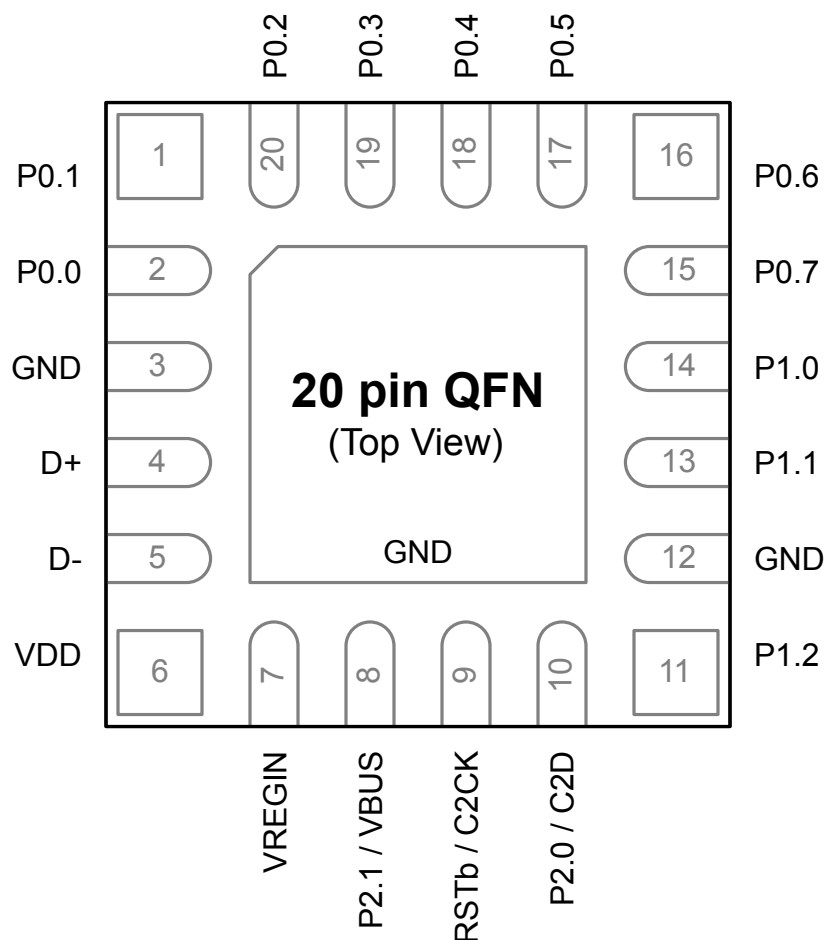 P0.2
P0.3
P0.4
P0.5
20
19
18
17
P0.1
1
16
P0.6
P0.0
2
15
P0.7
GND
3
14
P1.0
20 pin QFN
(Top View)
D+
4
13
P1.1
D-
5
GND
12
GND
VDD
6
7
8
9
10
11
P1.2
VREGIN
P2.1 / VBUS
RSTb / C2CK
P2.0 / C2D